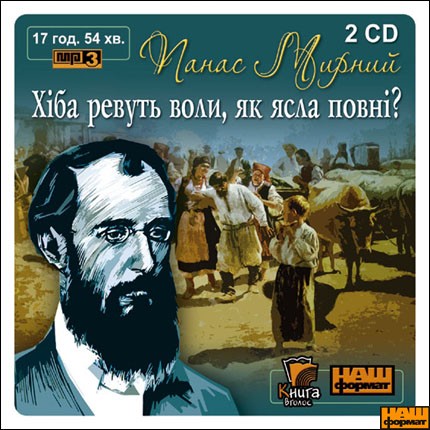 17 год. 54 хв.
2 CD
mp3
Панас Мирний
Хіба ревуть воли, як ясла повні?
Книга
вголос
НАШ
формат
НАШ
формат